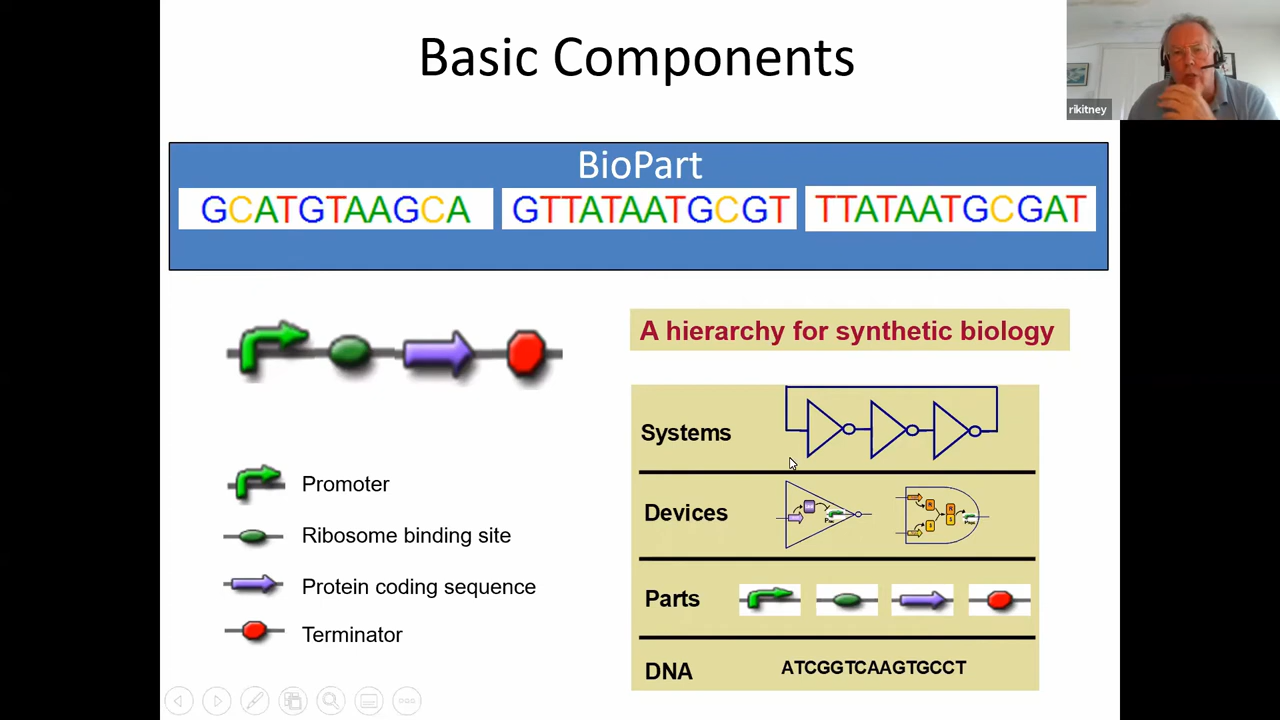 Basic Components
rikitney
BioPart
GCATGTAAGCA GTTATAATGCGT TTATAATGCGAT
A hierarchy for synthetic biology
Systems
Devices
Parts
DNA ATCGGTCAAGTGCCT
Promoter
Ribosome binding site
Protein coding sequence
Terminator